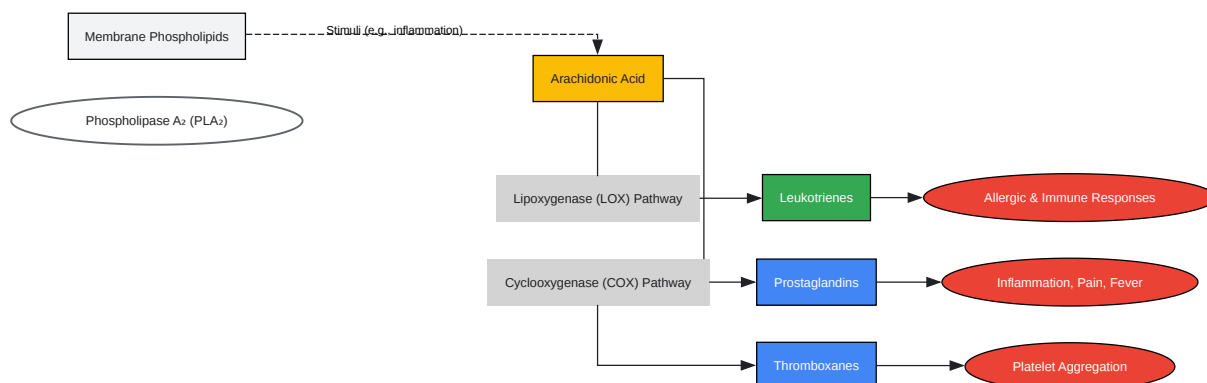 Membrane Phospholipids
Stimuli (e.g., inflammation)
Arachidonic Acid
Phospholipase A₂ (PLA₂)
Lipoxygenase (LOX) Pathway
Leukotrienes
Allergic & Immune Responses
Cyclooxygenase (COX) Pathway
Prostaglandins
Inflammation, Pain, Fever
Thromboxanes
Platelet Aggregation